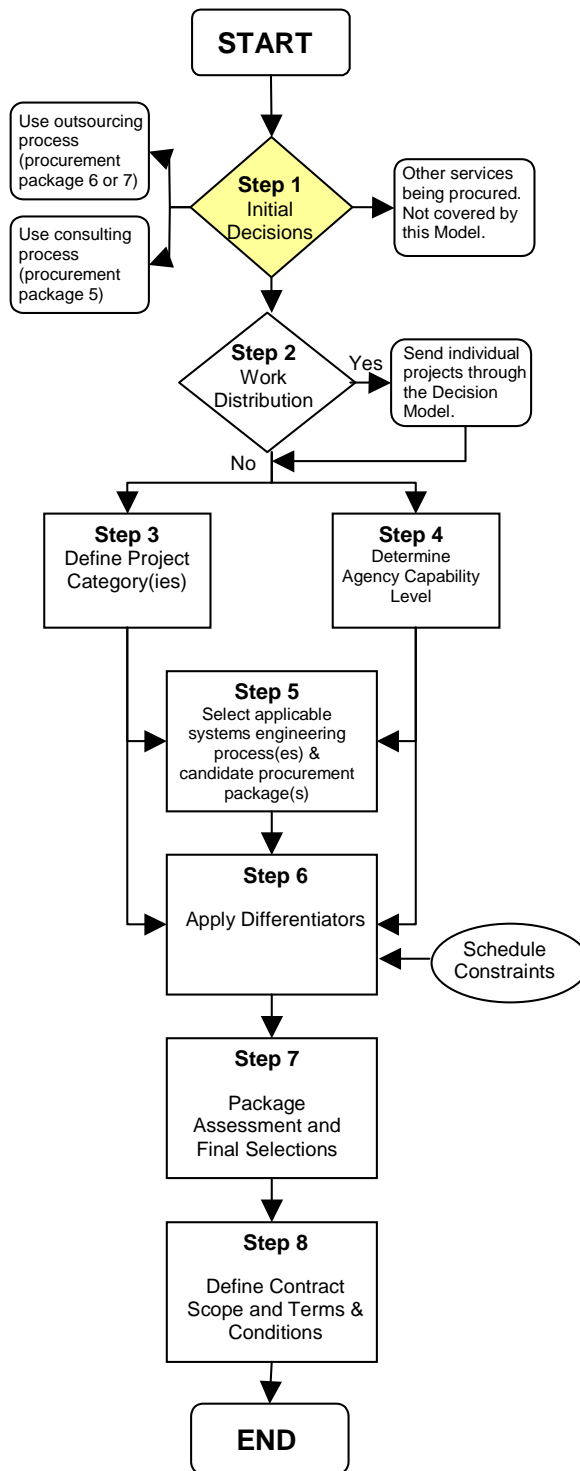 START
Use outsourcing
process
(procurement
package 6 or 7)
Use consulting
process
(procurement
package 5)
Step 1
Initial
Decisions
Other services
being procured.
Not covered by
this Model.
Step 2
Work
Distribution
Yes
Send individual
projects through
the Decision
Model.
No
Step 3
Define Project
Category(ies)
Step 4
Determine
Agency Capability
Level
Step 5
Select applicable
systems engineering
process(es) &
candidate procurement
package(s)
Step 6
Apply Differentiators
Schedule
Constraints
Step 7
Package
Assessment and
Final Selections
Step 8
Define Contract
Scope and Terms &
Conditions
END